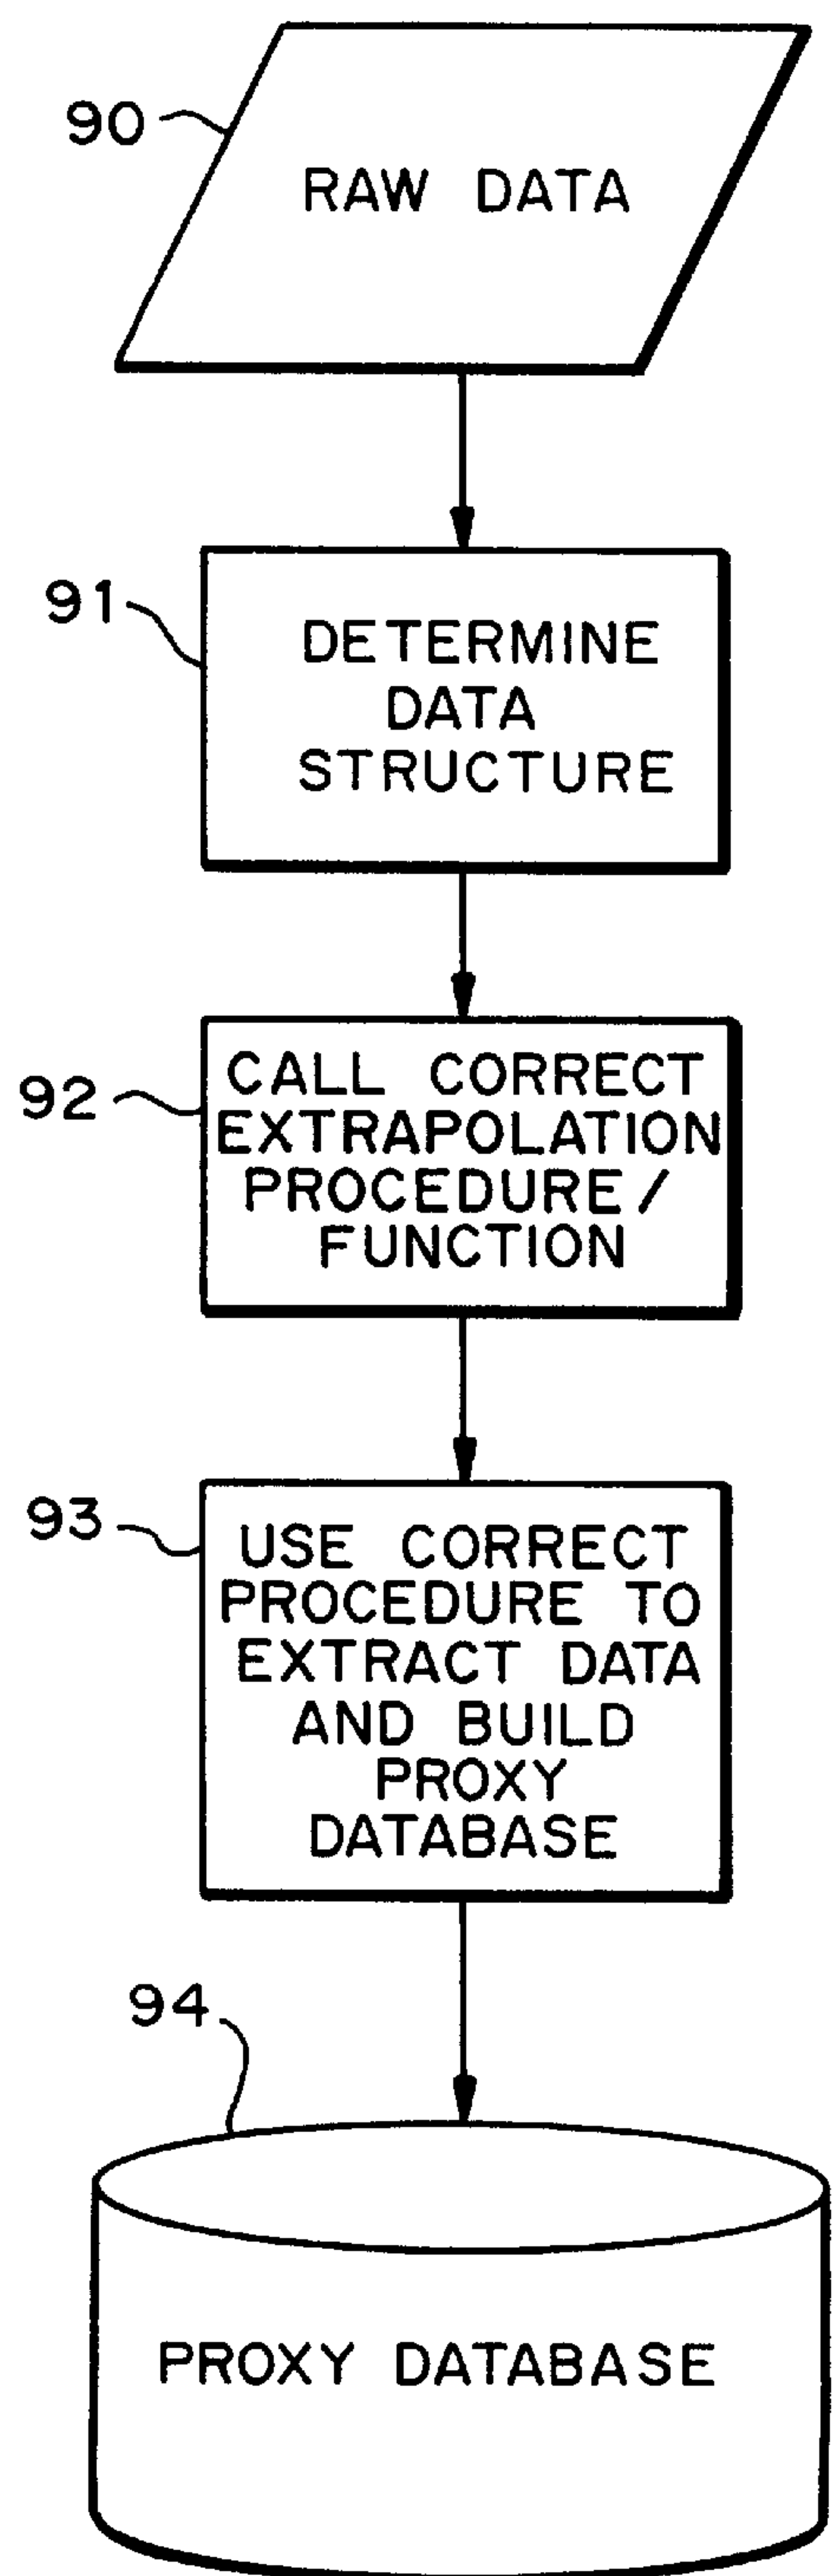 90
RAW DATA
91
DETERMINE
DATA
STRUCTURE
92
CALL CORRECT
EXTRAPOLATION
PROCEDURE/
FUNCTION
93
USE CORRECT
PROCEDURE TO
EXTRACT DATA
AND BUILD
PROXY
DATABASE
94
PROXY DATABASE